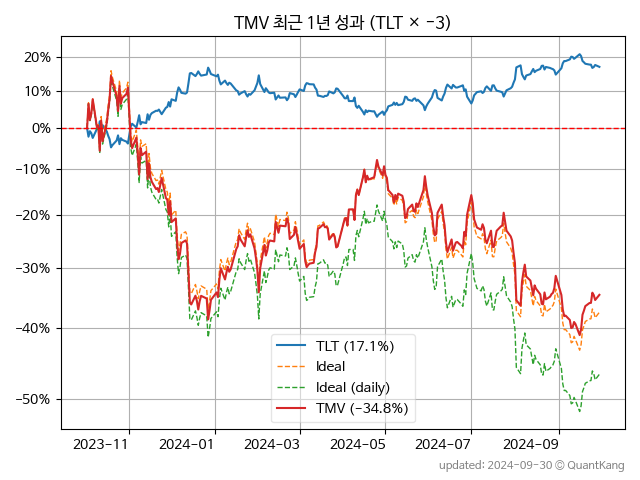 TMV 최근 1년 성과 (TLT × −3)
20%
10%
0%
−10%
−20%
−30%
−40%
−50%
TLT (17.1%)
Ideal
Ideal (daily)
TMV (−34.8%)
2023−11
2024−01
2024−03
2024−05
2024−07
2024−09
updated: 2024−09−30 © QuantKang